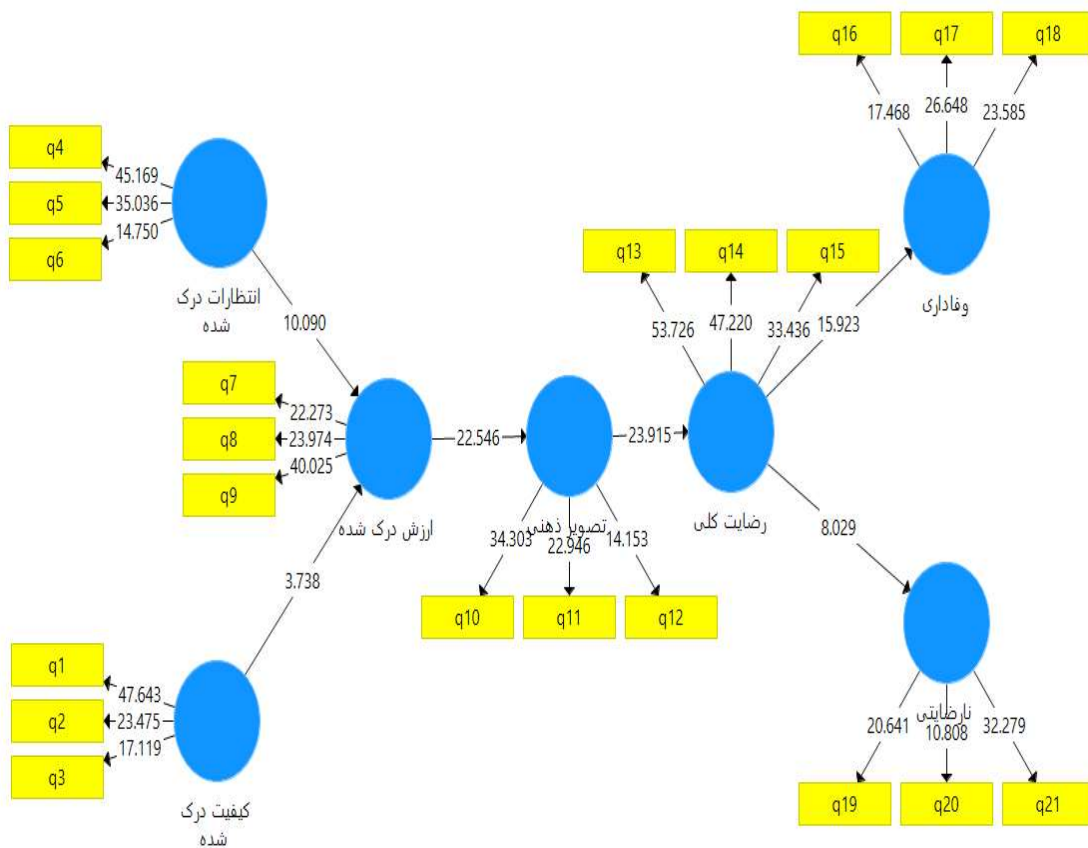 q16
q17
q18
17.468
26.648
23.585
وفاداری
q4
q5
q6
45.169
35.036
14.750
انتظارات درک
شده
10.090
q13
q14
q15
53.726
47.220
33.436
15.923
رضایت کلی
q7
q8
q9
22.273
23.974
40.025
ارزش درک شده
22.546
23.915
تصویر ذهنی
34.303
22.946
14.153
q10
q11
q12
8.029
3.738
q1
q2
q3
47.643
23.475
17.119
کیفیت درک
شده
نارضایتی
20.641
10.808
32.279
q19
q20
q21